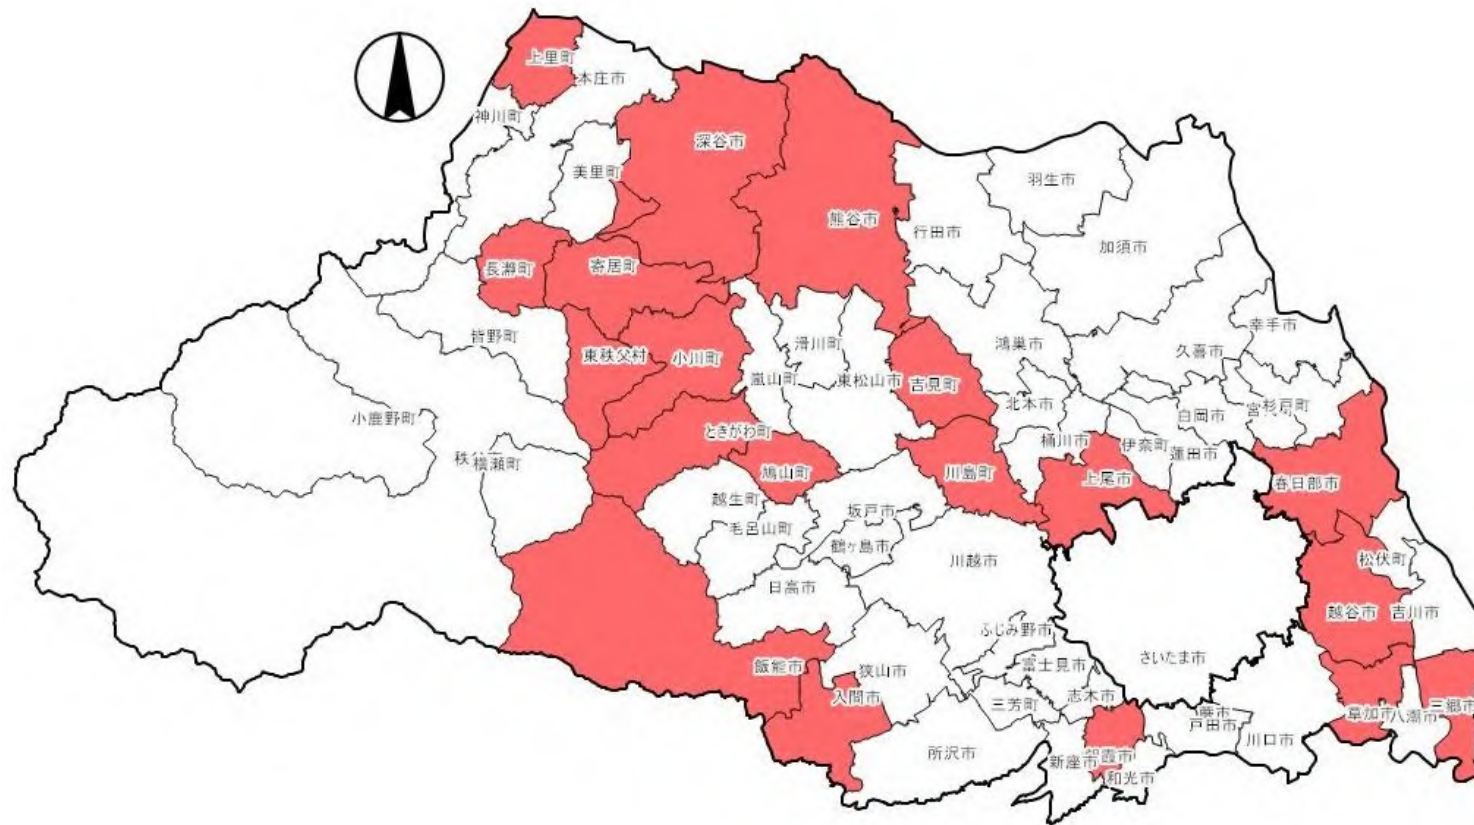 上里町
本庄市
神川町
深谷市
美里町
羽生市
熊谷市
行田市
加須市
長瀞町
寄居町
幸手市
皆野町
滑川町
鴻巣市
久喜市
東秩父村
小川町
嵐山町
東松山市
吉見町
北本市
白岡市
杉戸町
小鹿野町
ときがわ町
桶川市
伊奈町
蓮田市
横瀬町
鳩山町
川島町
上尾市
春日部市
越生町
坂戸市
毛呂山町
鶴ヶ島市
川越市
松伏町
日高市
越谷市
吉川市
ふじみ野市
さいたま市
飯能市
狭山市
富士見市
入間市
志木市
三芳町
草加市
八潮市
三郷市
戸田市
川口市
所沢市
新座市
和光市